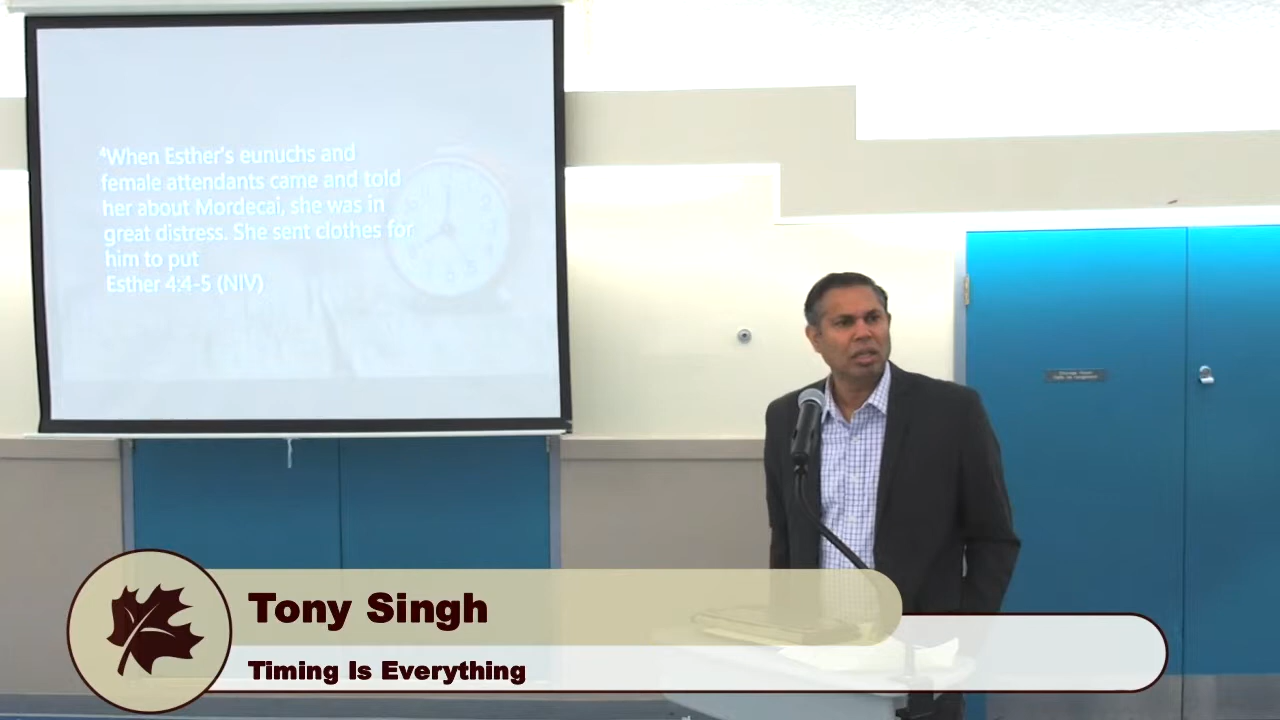 ⁴When Esther's eunuchs and
female attendants came and told
her about Mordecai, she was in
great distress. She sent clothes for
him to put
Esther 4:4-5 (NIV)
Tony Singh
Timing Is Everything